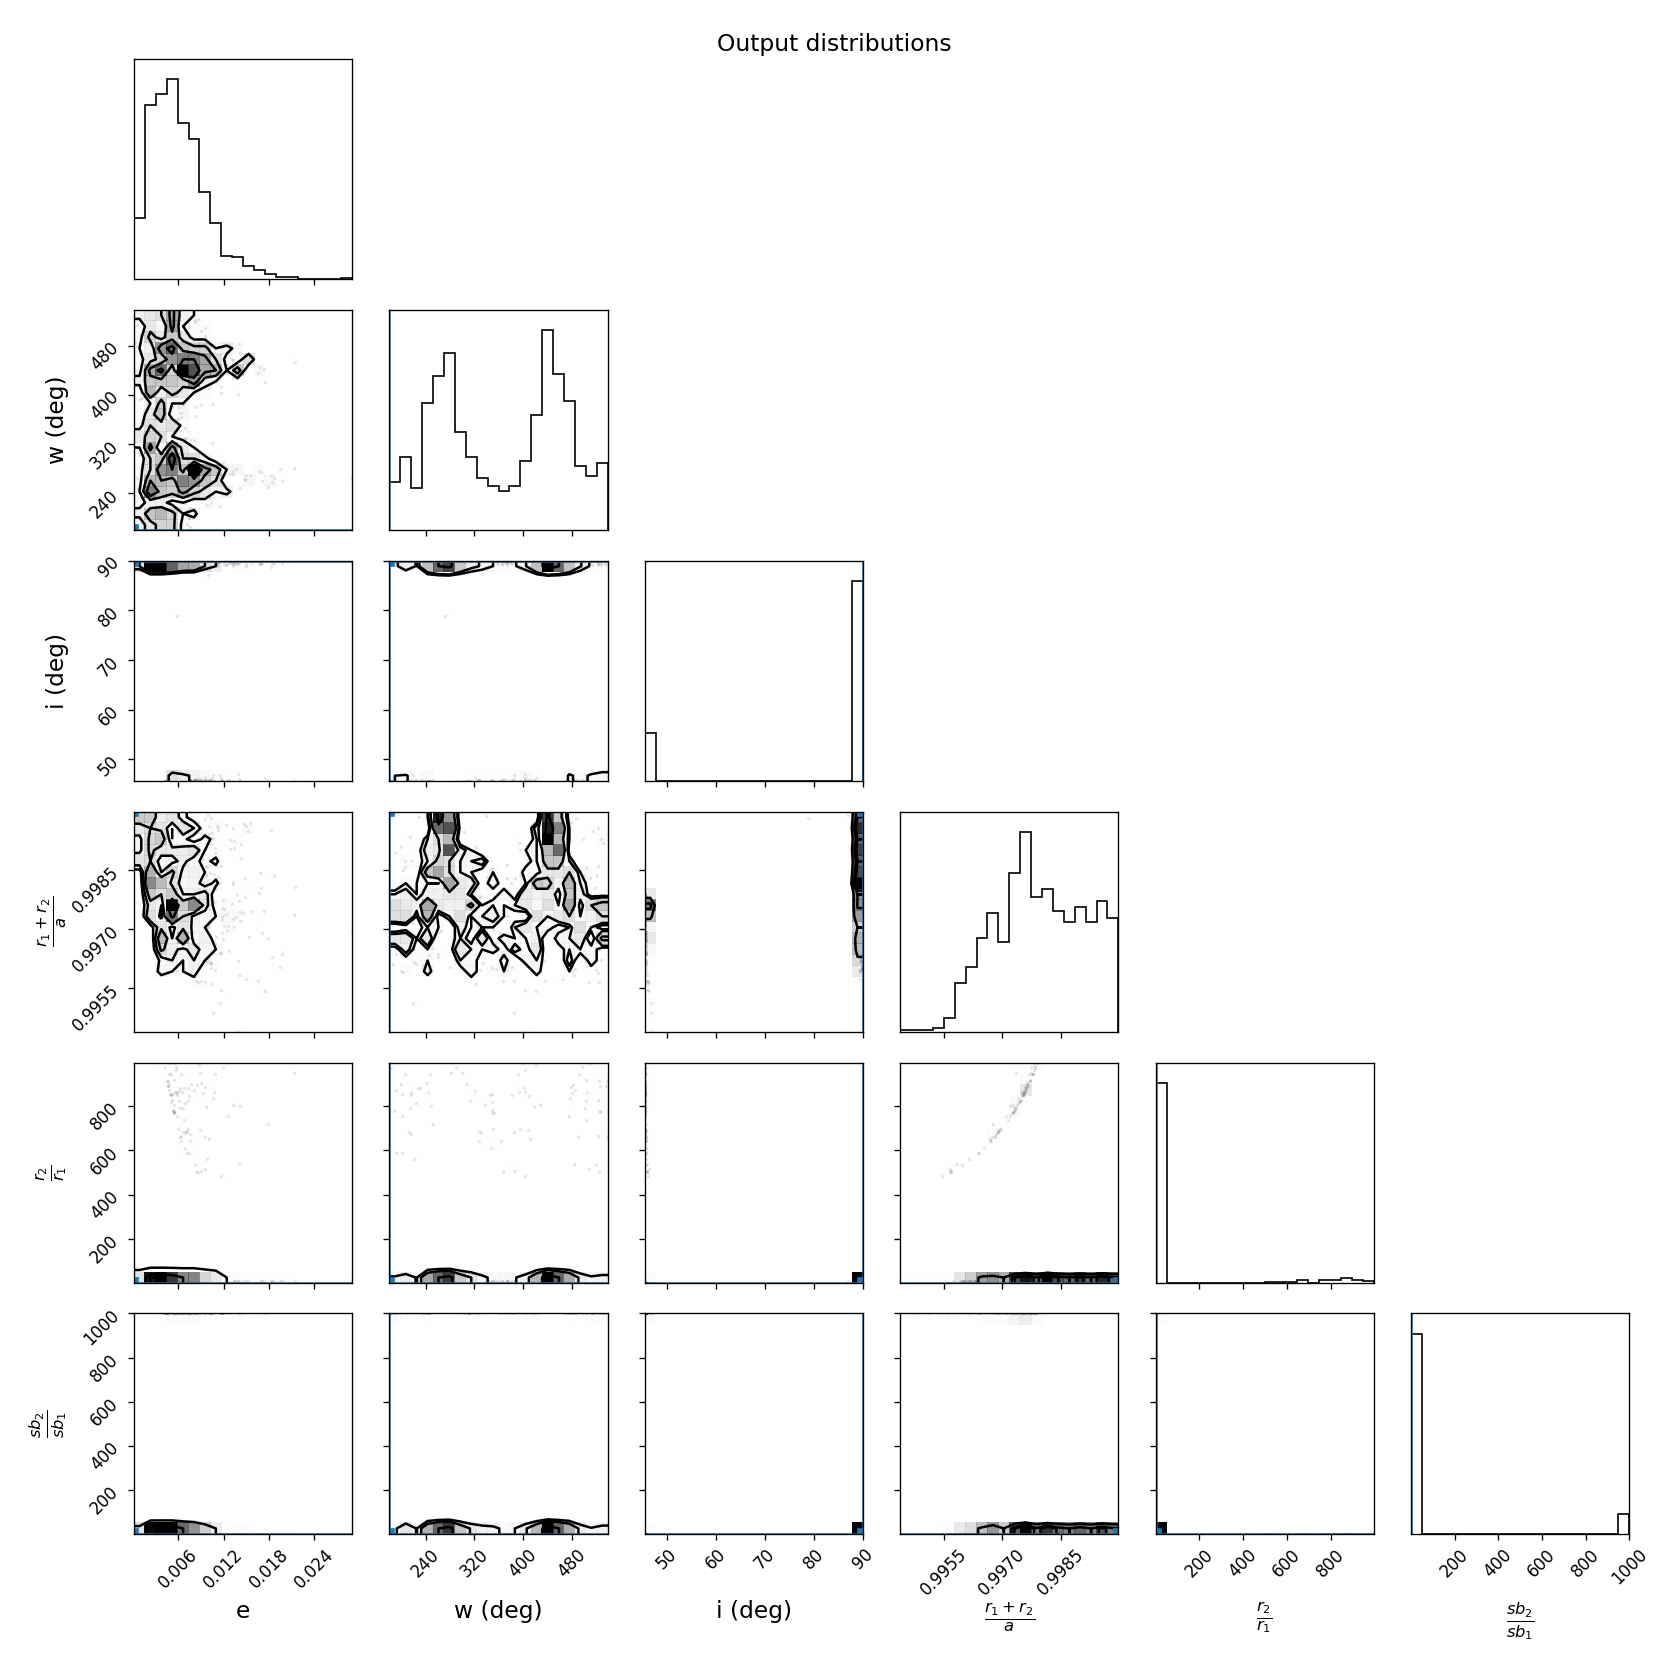 Output distributions
w (deg)
480
400
320
240
i (deg)
90
80
70
60
50
r₁ + r₂
a
0.9985
0.9970
0.9955
r₂
r₁
800
600
400
200
sb₂
sb₁
1000
800
600
400
200
0.006 0.012 0.018 0.024
240 320 400 480
50 60 70 80 90
0.9955 0.9970 0.9985
200 400 600 800
200 400 600 800 1000
e
w (deg)
i (deg)
r₁ + r₂
a
r₂
r₁
sb₂
sb₁